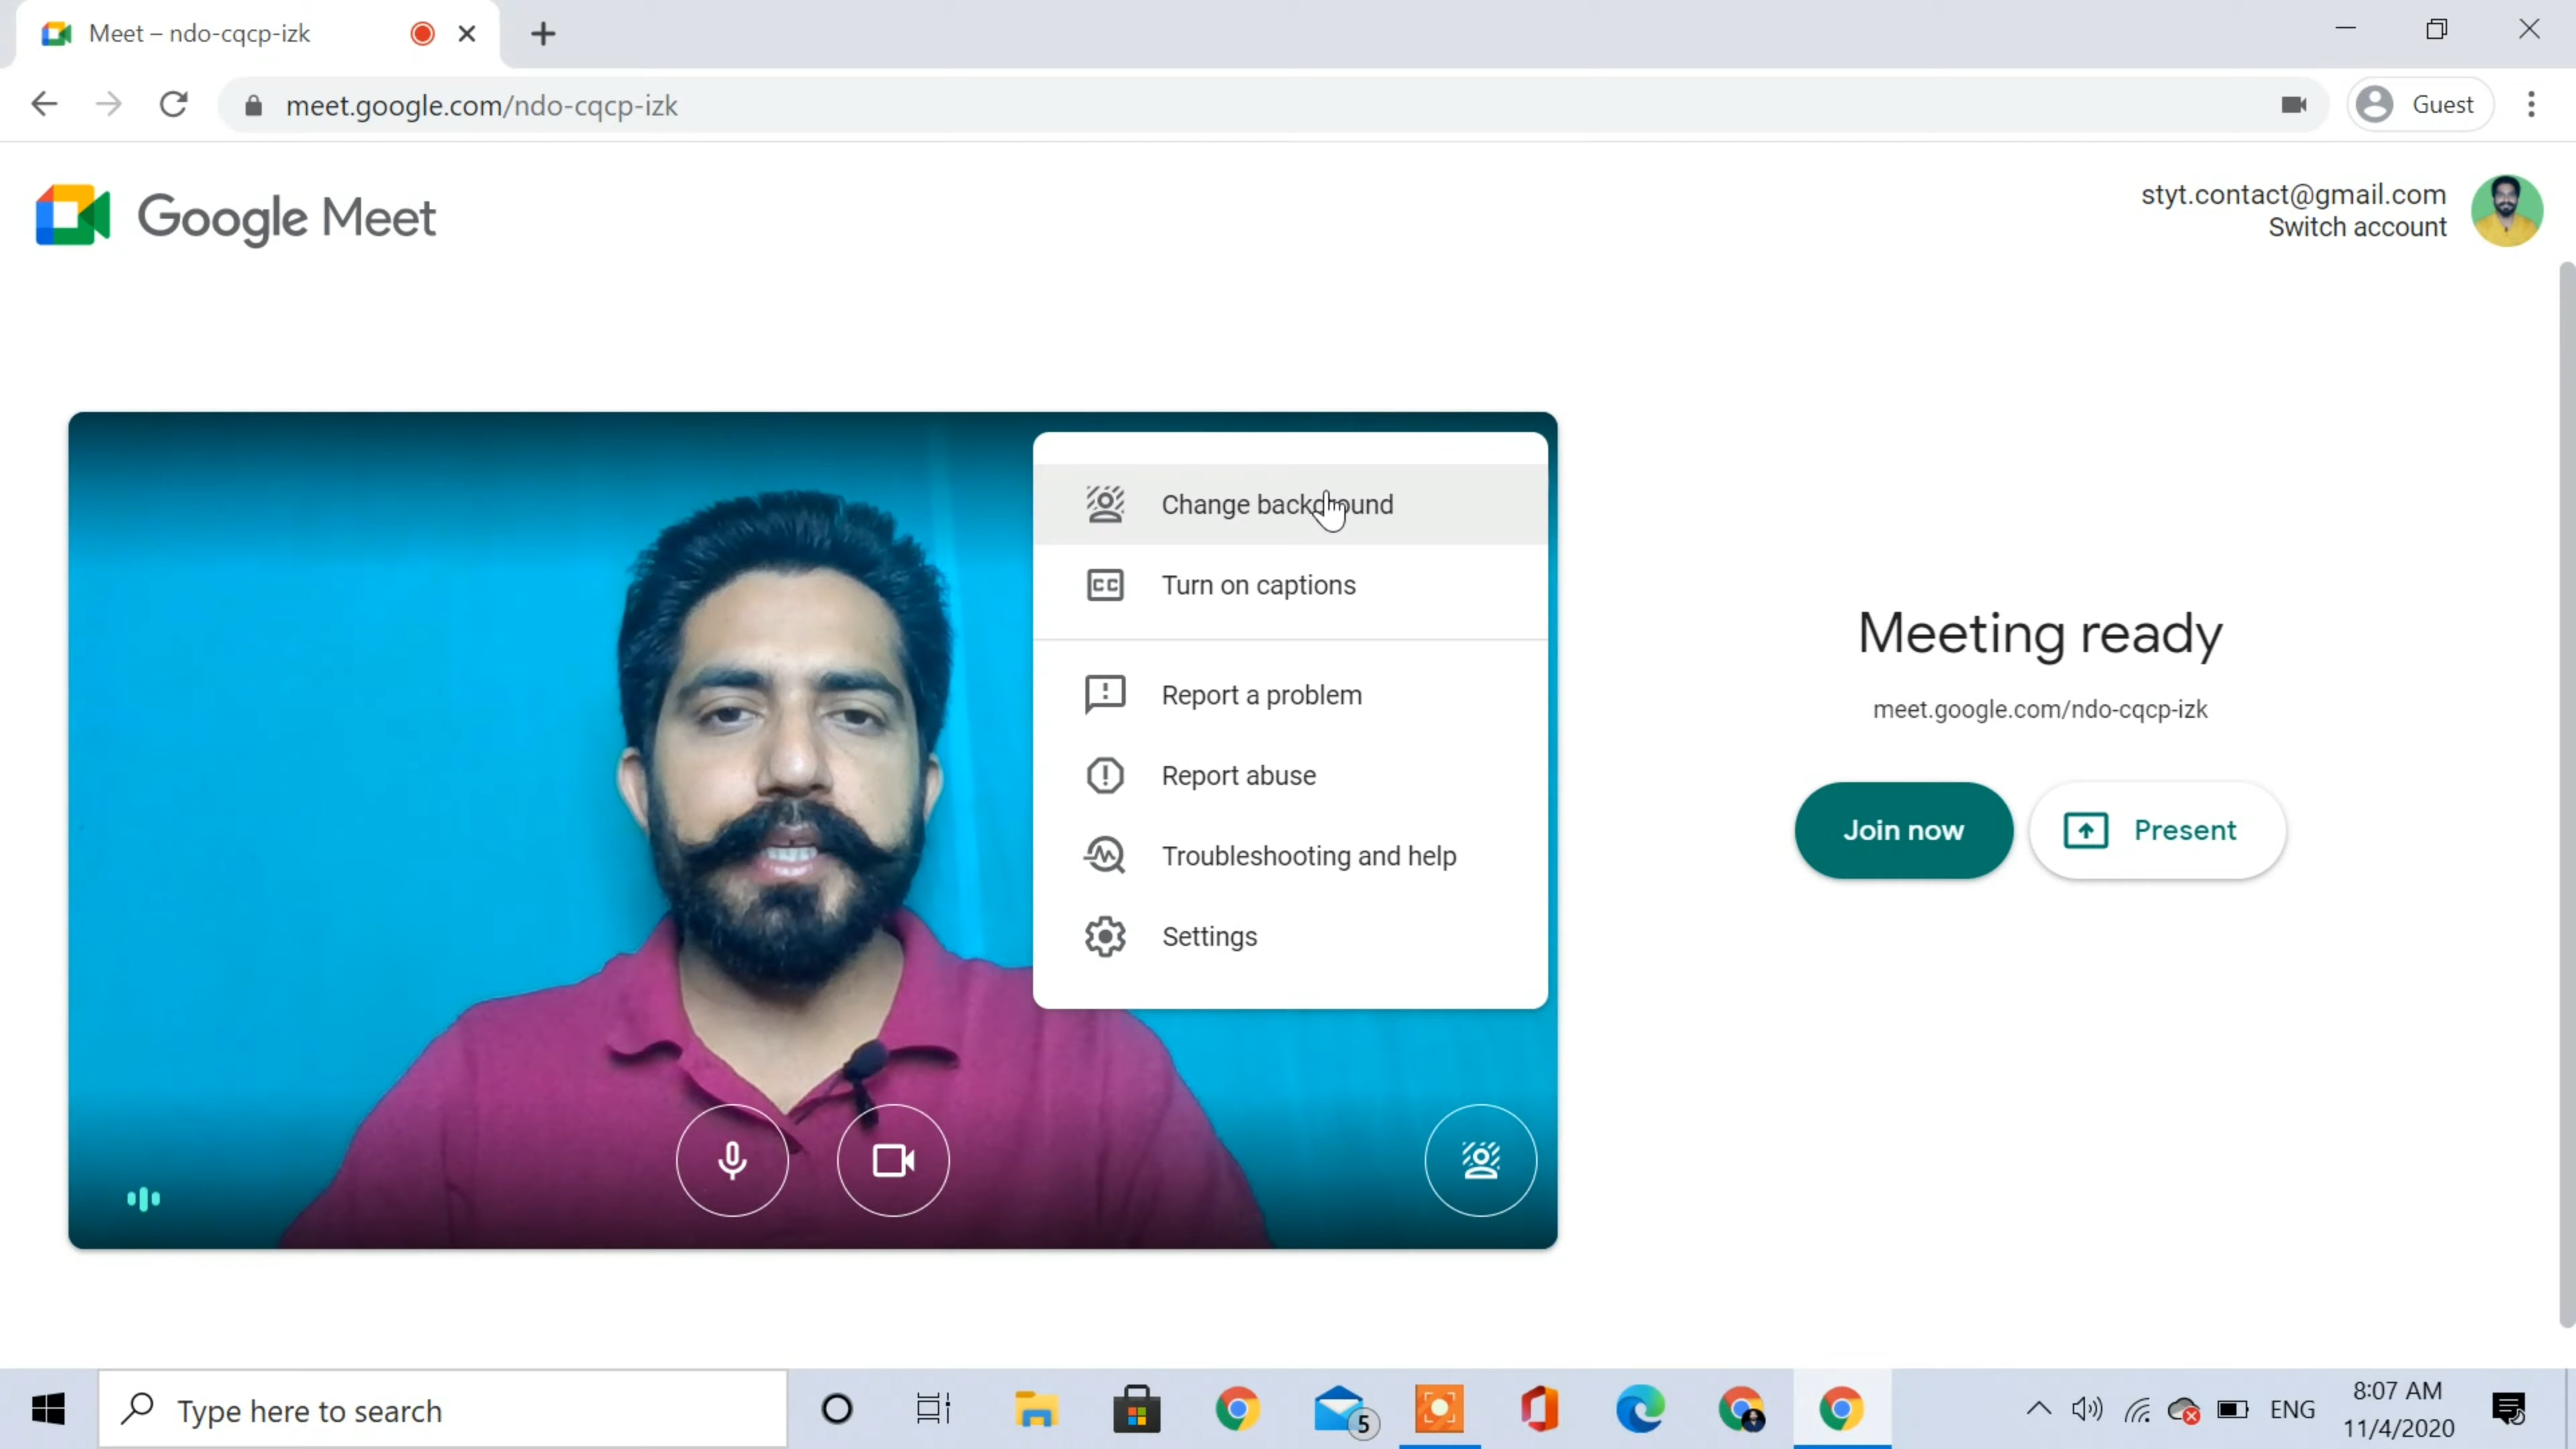 Meet – ndo-cqcp-izk
meet.google.com/ndo-cqcp-izk
Guest
Google Meet
styt.contact@gmail.com
Switch account
Change background
Turn on captions
Report a problem
Report abuse
Troubleshooting and help
Settings
Meeting ready
meet.google.com/ndo-cqcp-izk
Join now
Present
Type here to search
5
ENG
8:07 AM
11/4/2020